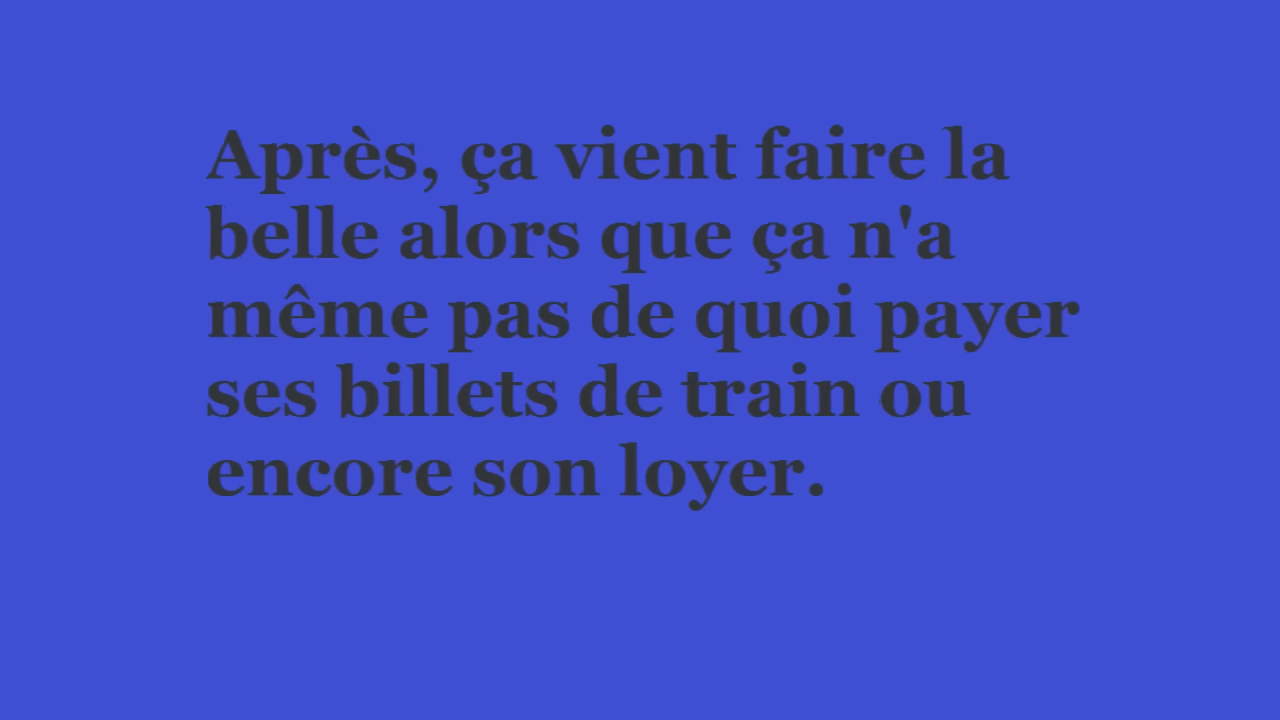 Après, ça vient faire la
belle alors que ça n'a
même pas de quoi payer
ses billets de train ou
encore son loyer.